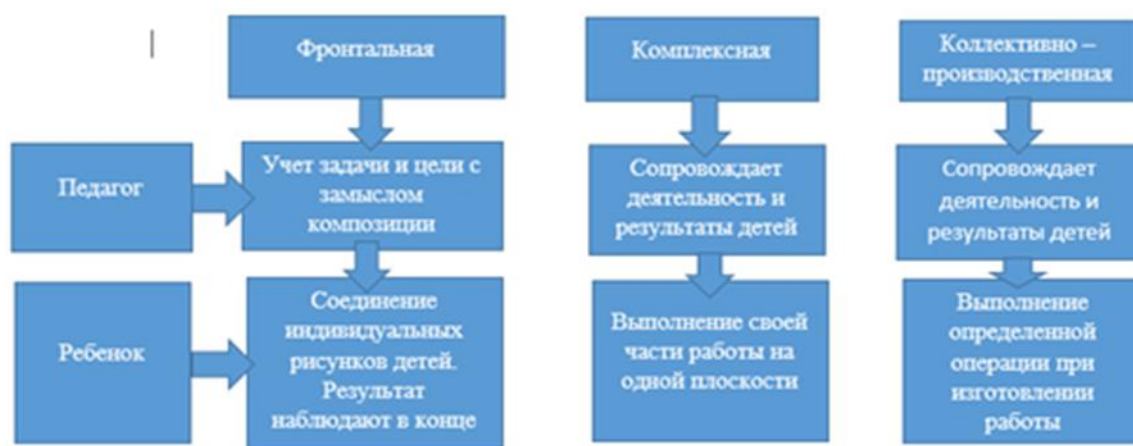 Фронтальная
Комплексная
Коллективно –
производственная
Педагог
Учет задачи и цели с
замыслом
композиции
Сопровождает
деятельность и
результаты детей
Сопровождает
деятельность и
результаты детей
Ребенок
Соединение
индивидуальных
рисунков детей.
Результат
наблюдают в конце
Выполнение своей
части работы на
одной плоскости
Выполнение
определенной
операции при
изготовлении
работы